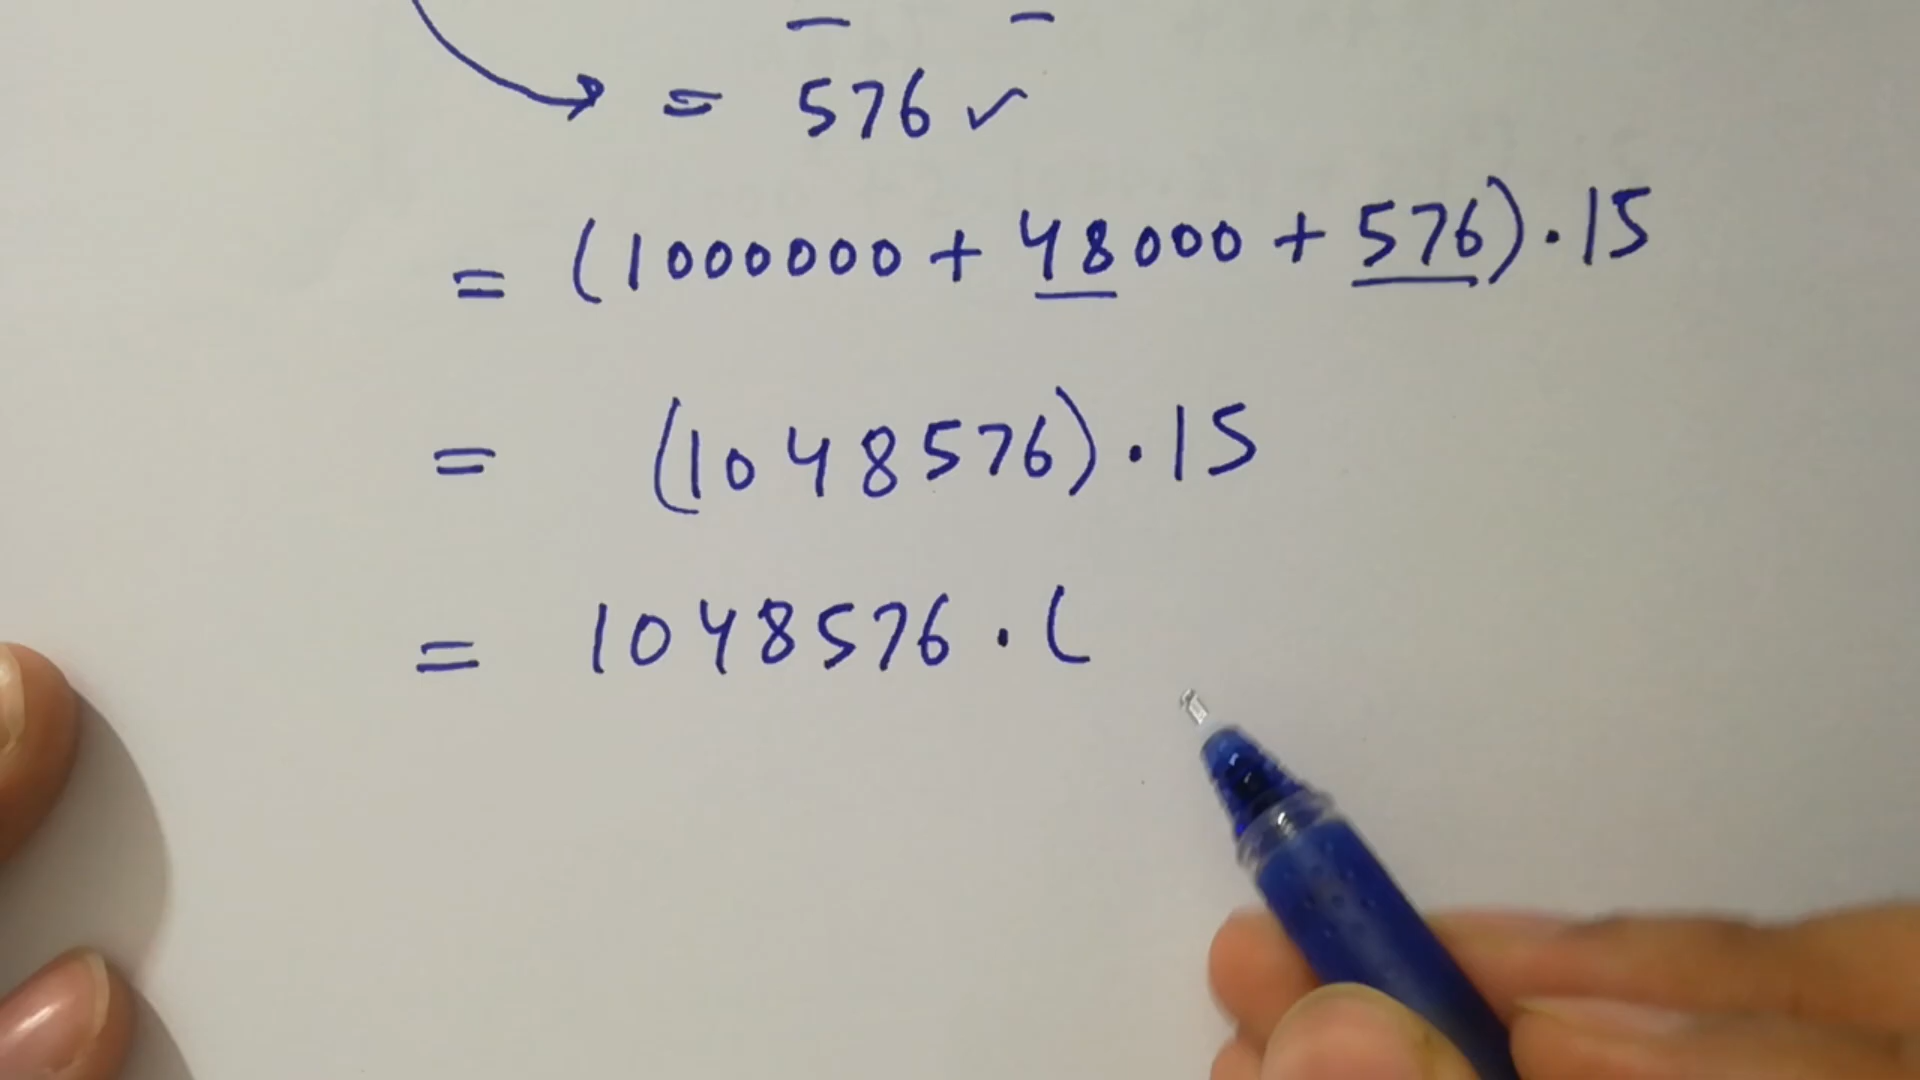 = 576 ✓
= (1000000 + 48000 + 576) · 15
= (1048576) · 15
= 1048576 · (